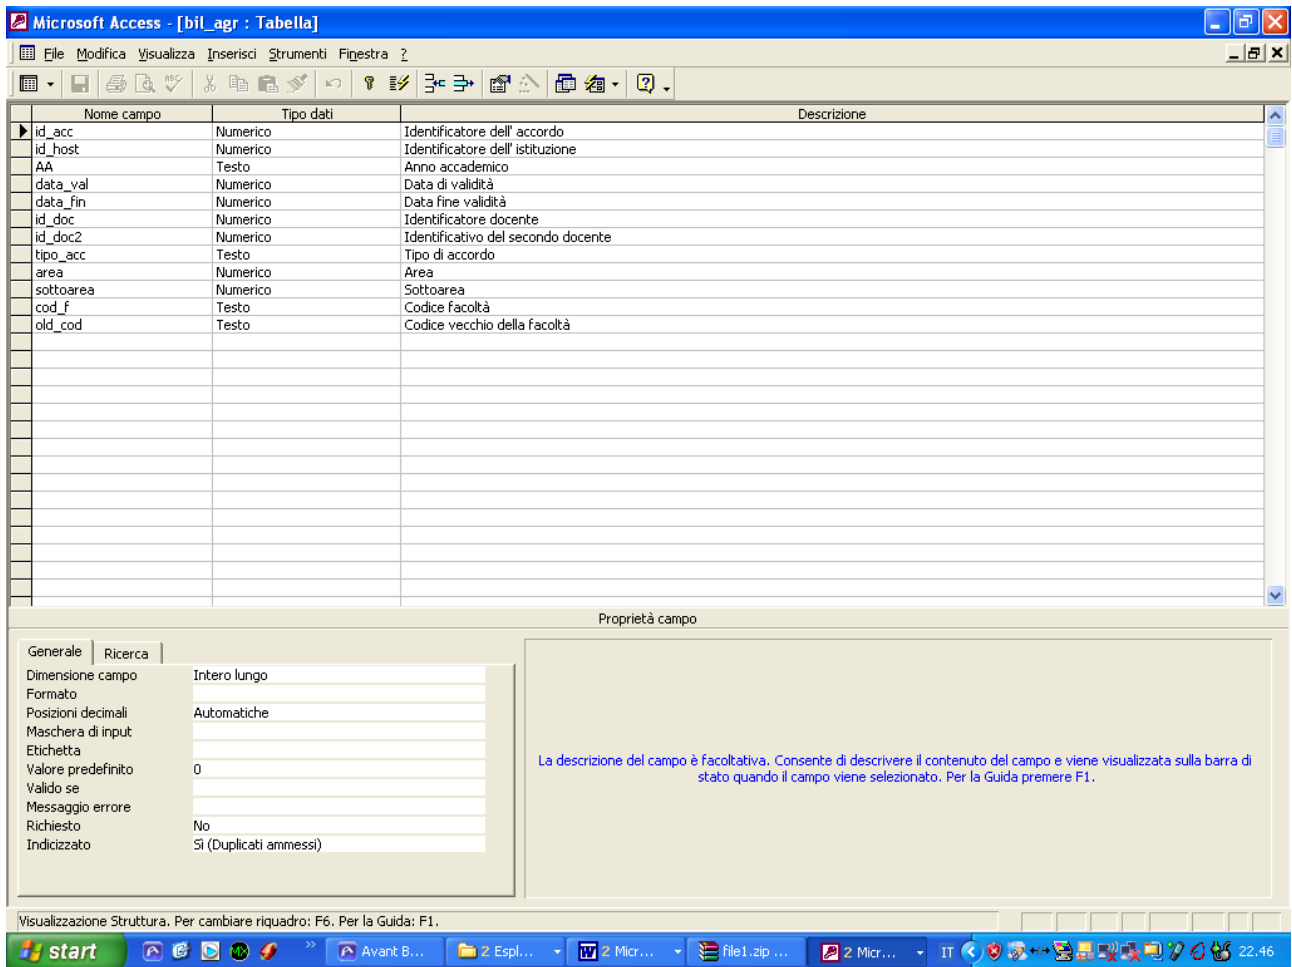 Microsoft Access - [bil_agr : Tabella]
File Modifica Visualizza Inserisci Strumenti Finestra ?
Nome campo Tipo dati Descrizione
id_acc Numerico Identificatore dell' accordo
id_host Numerico Identificatore dell' istituzione
AA Testo Anno accademico
data_val Numerico Data di validità
data_fin Numerico Data fine validità
id_doc Numerico Identificatore docente
id_doc2 Numerico Identificativo del secondo docente
tipo_acc Testo Tipo di accordo
area Numerico Area
sottoarea Numerico Sottoarea
cod_f Testo Codice facoltà
old_cod Testo Codice vecchio della facoltà
Proprietà campo
Generale Ricerca
Dimensione campo Intero lungo
Formato
Posizioni decimali Automatiche
Maschera di input
Etichetta
Valore predefinito 0
Valido se
Messaggio errore
Richiesto No
Indicizzato Sì (Duplicati ammessi)
La descrizione del campo è facoltativa. Consente di descrivere il contenuto del campo e viene visualizzata sulla barra di
stato quando il campo viene selezionato. Per la Guida premere F1.
Visualizzazione Struttura. Per cambiare riquadro: F6. Per la Guida: F1.
start Avant B... 2 Espl... 2 Micr... file1.zip ... 2 Micr... IT 22.46